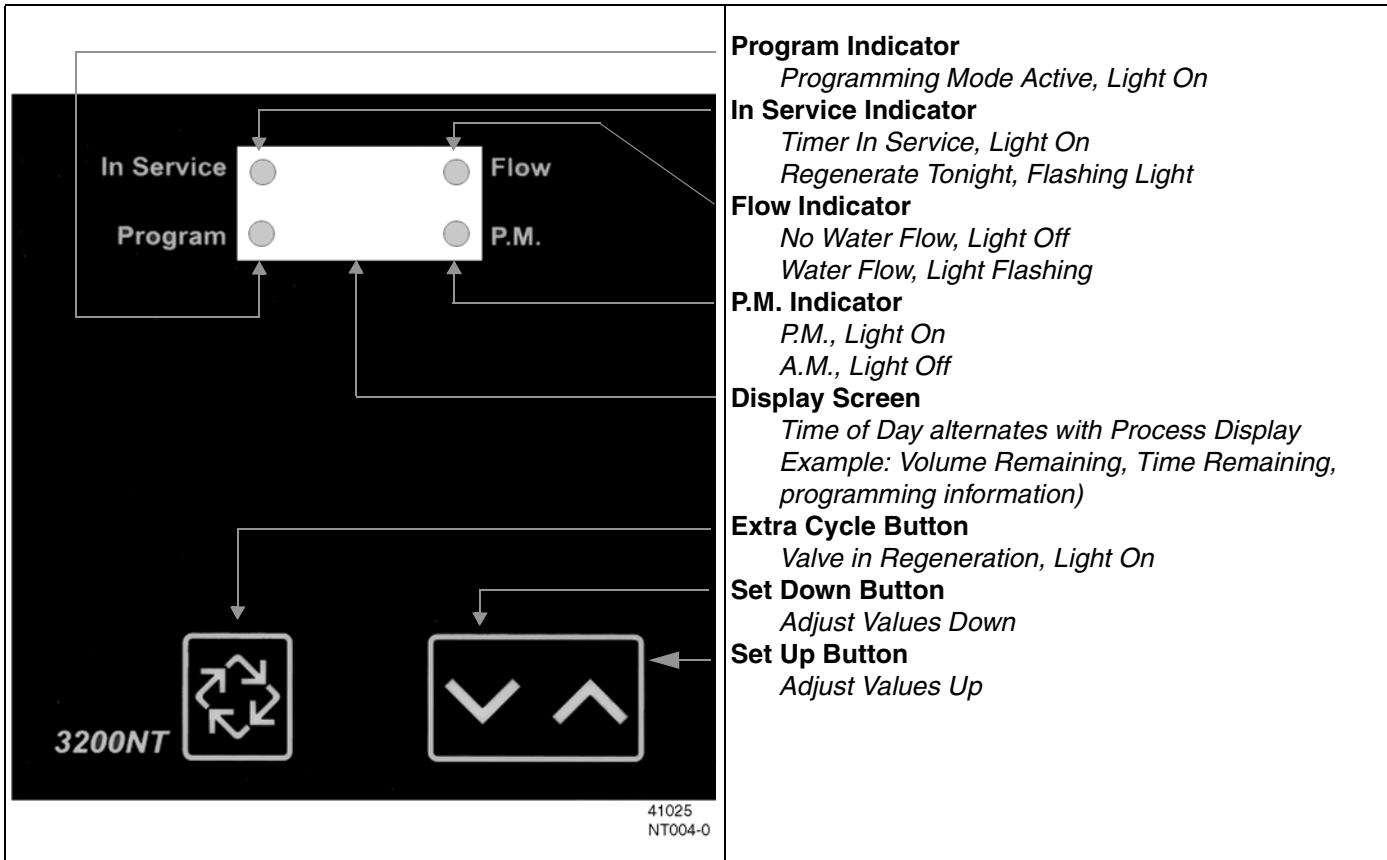 In Service
Flow
Program
P.M.
3200NT
41025
NT004-0
Program Indicator
Programming Mode Active, Light On
In Service Indicator
Timer In Service, Light On
Regenerate Tonight, Flashing Light
Flow Indicator
No Water Flow, Light Off
Water Flow, Light Flashing
P.M. Indicator
P.M., Light On
A.M., Light Off
Display Screen
Time of Day alternates with Process Display
Example: Volume Remaining, Time Remaining,
programming information)
Extra Cycle Button
Valve in Regeneration, Light On
Set Down Button
Adjust Values Down
Set Up Button
Adjust Values Up